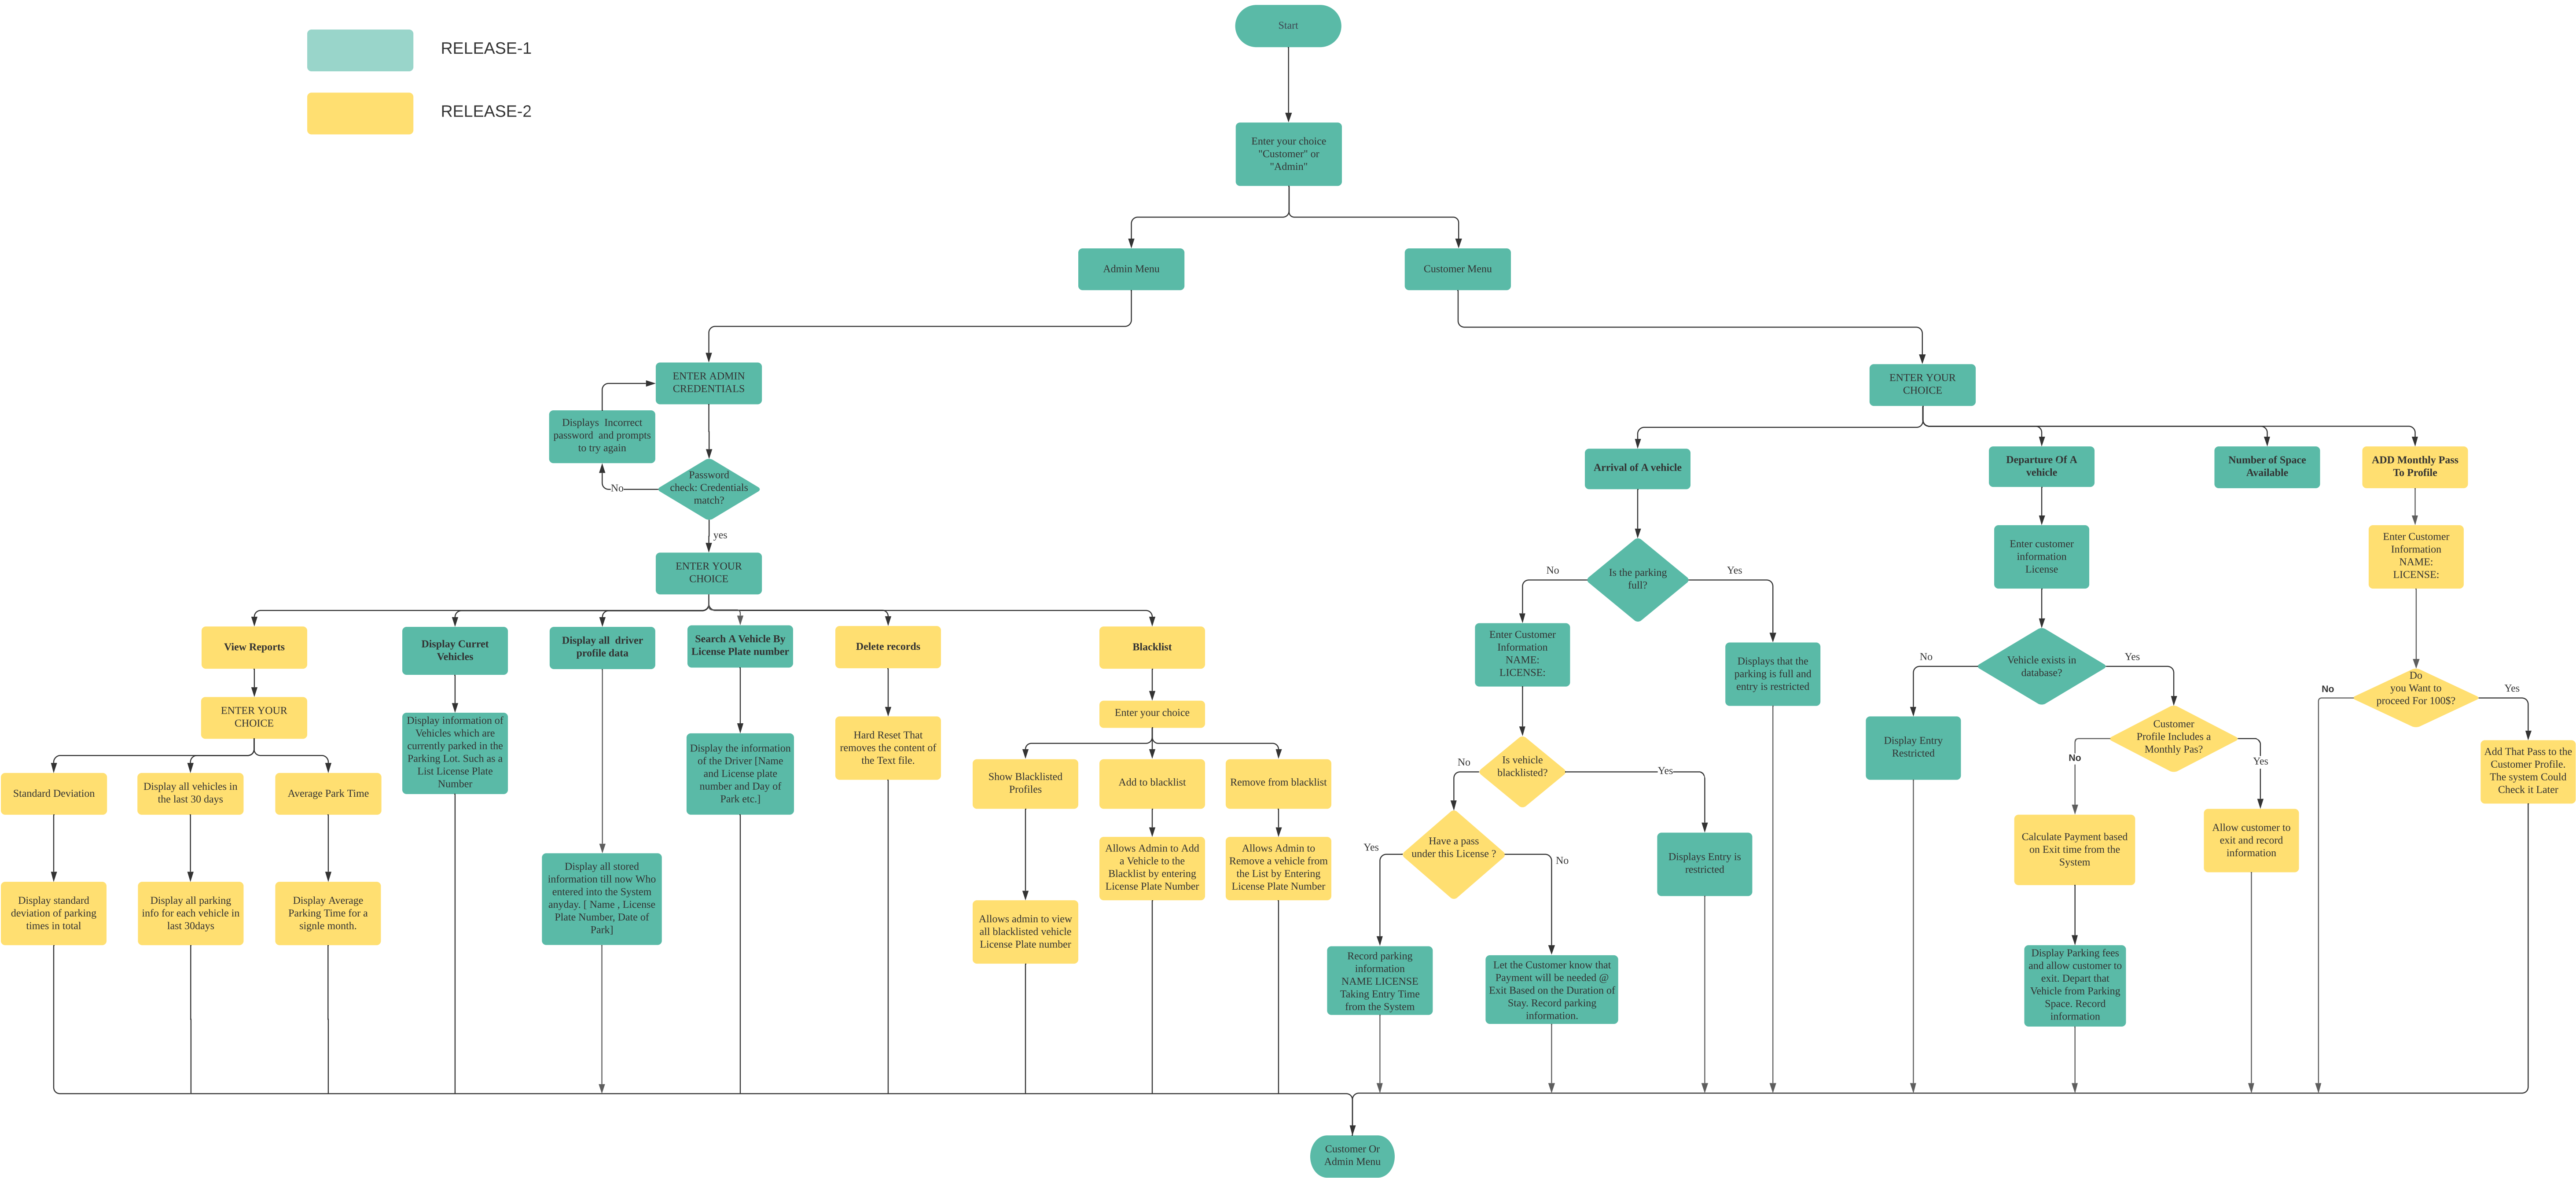 Start
RELEASE-1
RELEASE-2
Enter your choice
"Customer" or
"Admin"
Admin Menu
Customer Menu
ENTER ADMIN
CREDENTIALS
Displays  Incorrect
password  and prompts
to try again
Password
check: Credentials
match?
No
yes
ENTER YOUR
CHOICE
View Reports
Display Curret
Vehicles
Display all  driver
profile data
Search A Vehicle By
License Plate number
Delete records
Blacklist
ENTER YOUR
CHOICE
Display information of
Vehicles which are
currently parked in the
Parking Lot. Such as a
List License Plate
Number
Display the information
of the Driver [Name
and License plate
number and Day of
Park etc.]
Hard Reset That
removes the content of
the Text file.
Enter your choice
Standard Deviation
Display all vehicles in
the last 30 days
Average Park Time
Show Blacklisted
Profiles
Add to blacklist
Remove from blacklist
Display standard
deviation of parking
times in total
Display all parking
info for each vehicle in
last 30days
Display Average
Parking Time for a
signle month.
Display all stored
information till now Who
entered into the System
anyday. [ Name , License
Plate Number, Date of
Park]
Allows admin to view
all blacklisted vehicle
License Plate number
Allows Admin to Add
a Vehicle to the
Blacklist by entering
License Plate Number
Allows Admin to
Remove a vehicle from
the List by Entering
License Plate Number
ENTER YOUR
CHOICE
Arrival of A vehicle
Departure Of A
vehicle
Number of Space
Available
ADD Monthly Pass
To Profile
Is the parking
full?
No
Yes
Enter Customer
Information
NAME:
LICENSE:
Displays that the
parking is full and
entry is restricted
Is vehicle
blacklisted?
No
Yes
Have a pass
under this License ?
Yes
No
Displays Entry is
restricted
Record parking
information
NAME LICENSE
Taking Entry Time
from the System
Let the Customer know that
Payment will be needed @
Exit Based on the Duration of
Stay. Record parking
information.
Enter customer
information
License
Vehicle exists in
database?
No
Yes
Display Entry
Restricted
Customer
Profile Includes a
Monthly Pas?
No
Yes
Calculate Payment based
on Exit time from the
System
Allow customer to
exit and record
information
Display Parking fees
and allow customer to
exit. Depart that
Vehicle from Parking
Space. Record
information
Enter Customer
Information
NAME:
LICENSE:
Do
you Want to
proceed For 100$?
No
Yes
Add That Pass to the
Customer Profile.
The system Could
Check it Later
Customer Or
Admin Menu